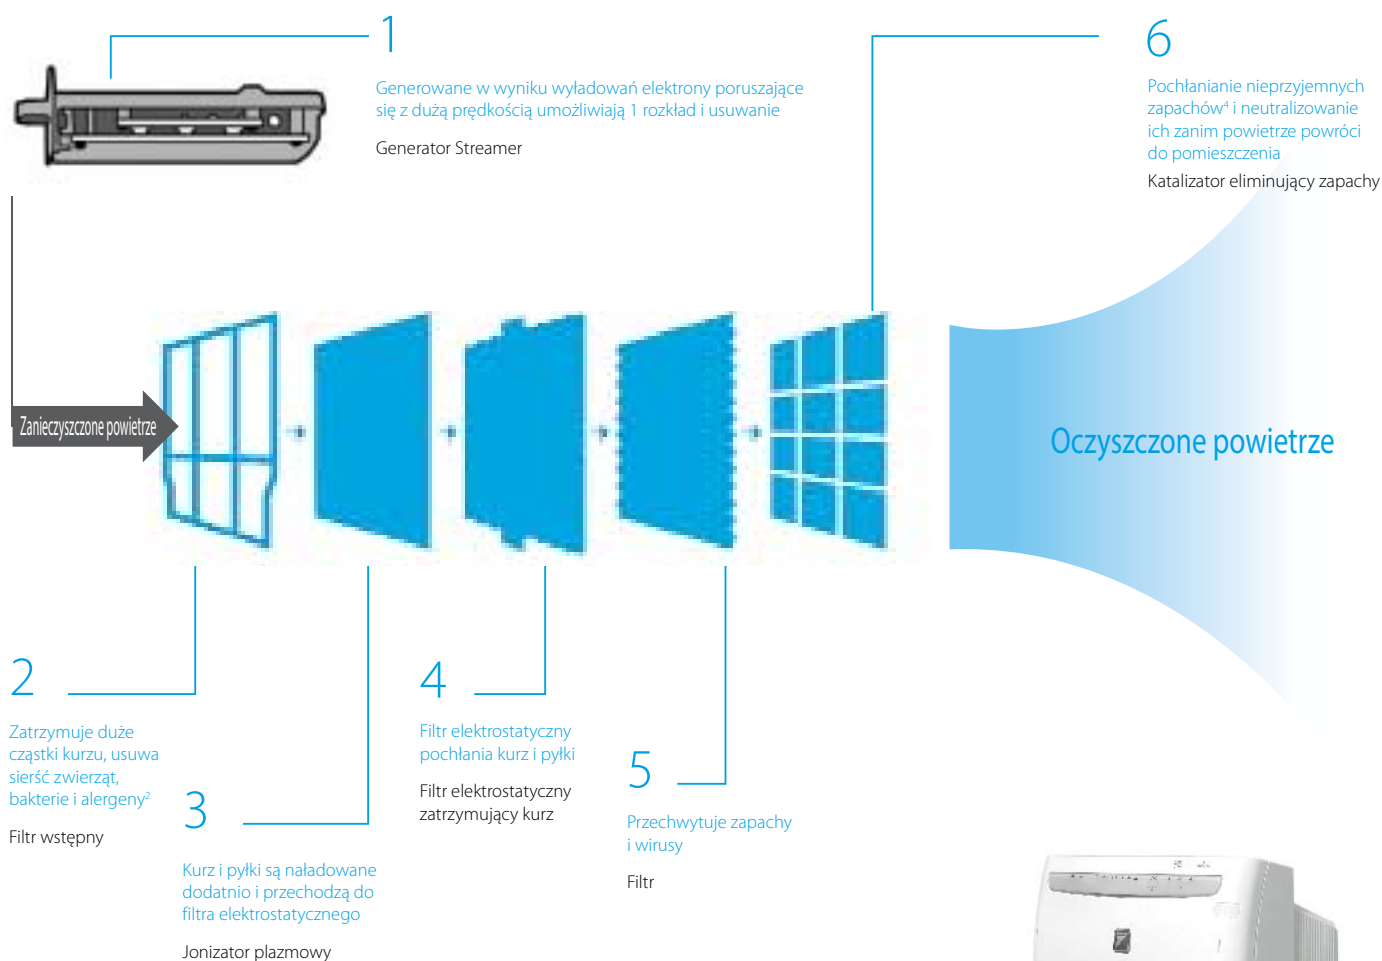 1
Generowane w wyniku wyładowań elektrony poruszające
się z dużą prędkością umożliwiają 1 rozkład i usuwanie
Generator Streamer
6
Pochłanianie nieprzyjemnych
zapachów⁴ i neutralizowanie
ich zanim powietrze powróci
do pomieszczenia
Katalizator eliminujący zapachy
Zanieczyszczone powietrze
Oczyszczone powietrze
2
Zatrzymuje duże
cząstki kurzu, usuwa
sierść zwierząt,
bakterie i alergeny²
Filtr wstępny
3
Kurz i pyłki są naładowane
dodatnio i przechodzą do
filtra elektrostatycznego
Jonizator plazmowy
4
Filtr elektrostatyczny
pochłania kurz i pyłki
Filtr elektrostatyczny
zatrzymujący kurz
5
Przechwytuje zapachy
i wirusy
Filtr